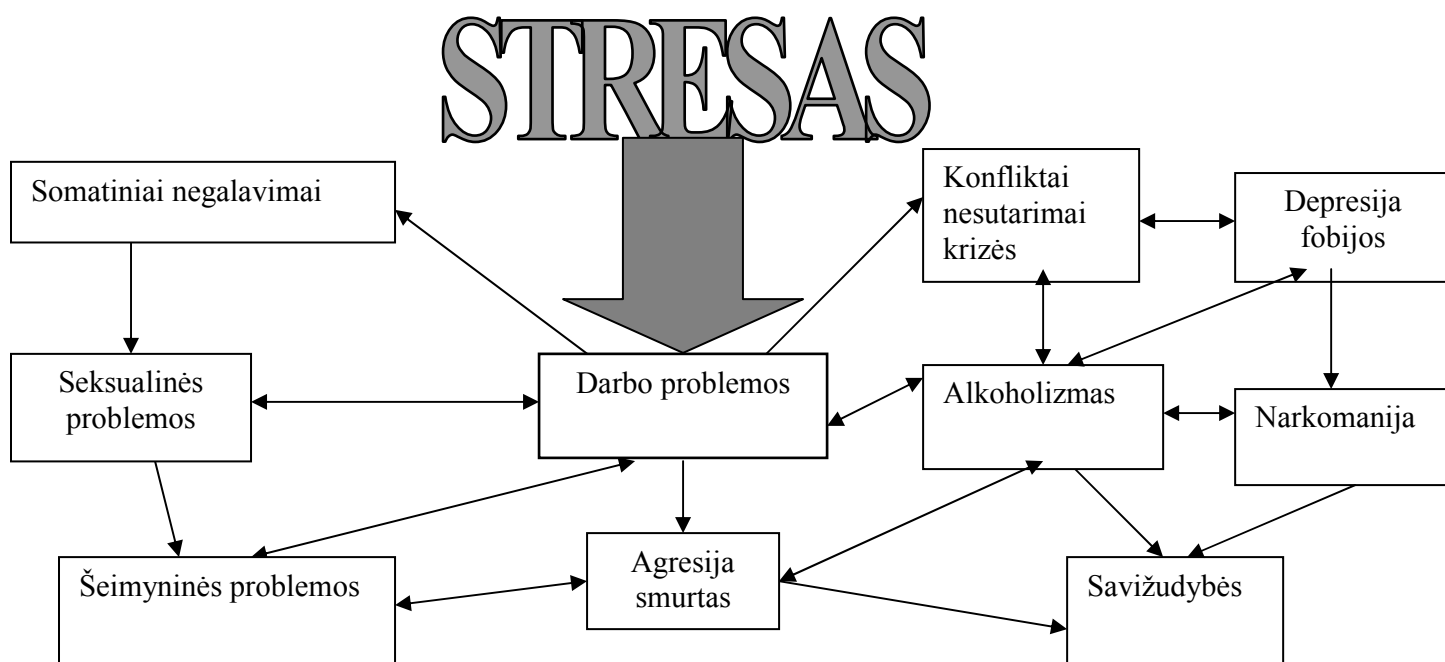 STRESAS
Somatiniai negalavimai
Konfliktai
nesutarimai
krizės
Depresija
fobijos
Seksualinės
problemos
Darbo problemos
Alkoholizmas
Narkomanija
Šeimyninės problemos
Agresija
smurtas
Savižudybės